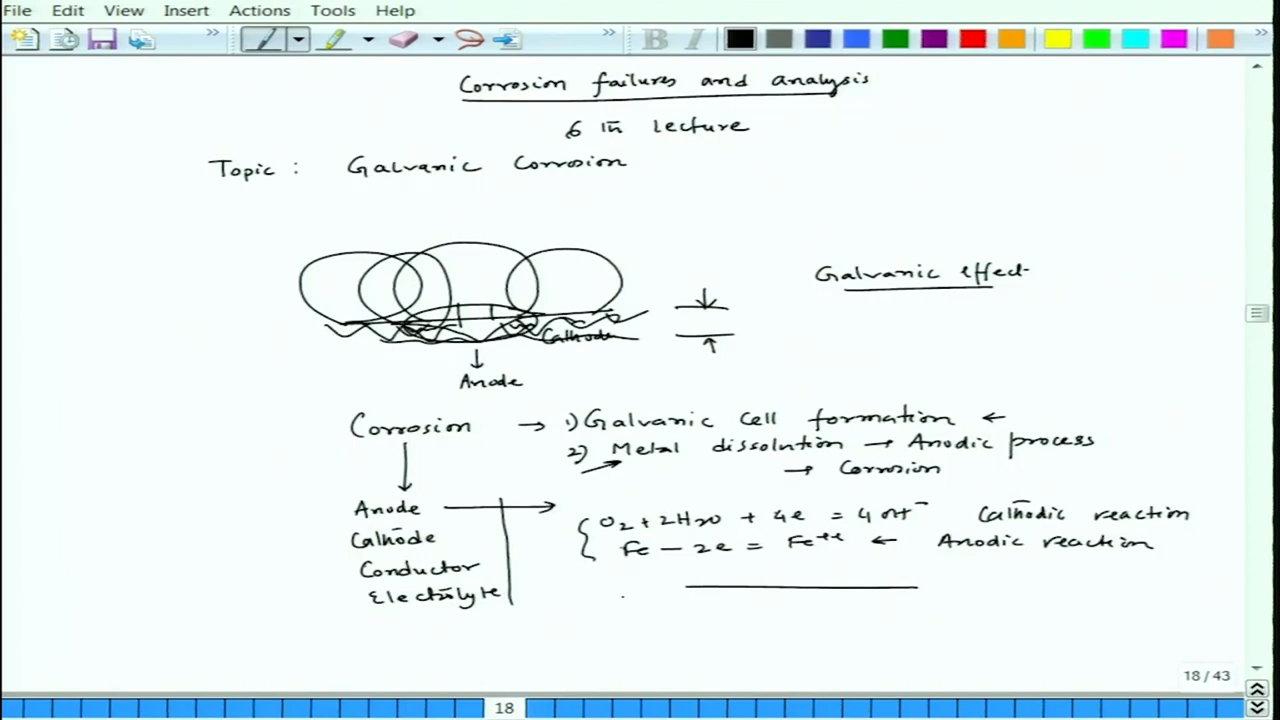 File Edit View Insert Actions Tools Help
B I
Corrosion failures and analysis
6 th lecture
Topic : Galvanic Corrosion
Galvanic effect
Cathode
Anode
Corrosion → 1) Galvanic cell formation ←
2) Metal dissolution → Anodic process
→ Corrosion
Anode
Cathode
Conductor
Electrolyte
O2 + 2H2O + 4e = 4OH⁻ Cathodic reaction
Fe − 2e = Fe⁺⁺ ← Anodic reaction
18 / 43
18